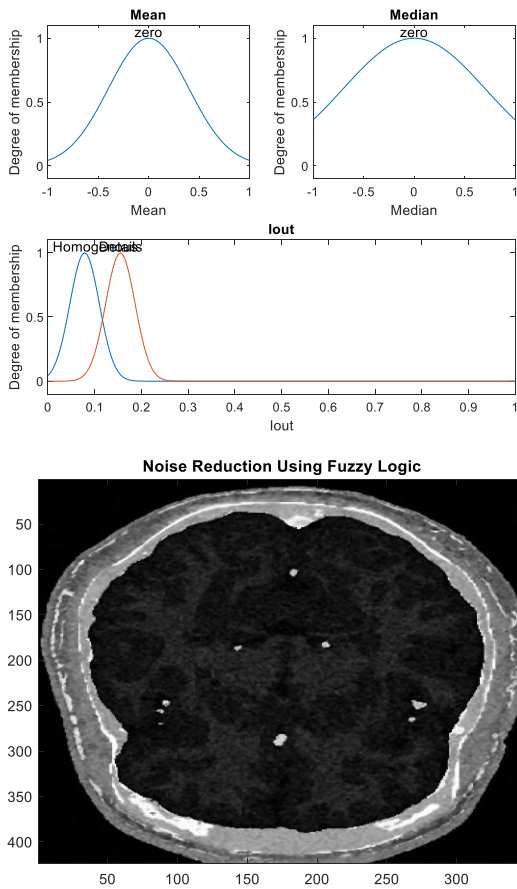 Mean
Median
zero
zero
Degree of membership
1
0.5
0
-1 -0.5 0 0.5 1
Mean
Degree of membership
1
0.5
0
-1 -0.5 0 0.5 1
Median
Iout
Homogenous Details
Degree of membership
1
0.5
0
0 0.1 0.2 0.3 0.4 0.5 0.6 0.7 0.8 0.9 1
Iout
Noise Reduction Using Fuzzy Logic
50
100
150
200
250
300
350
400
50 100 150 200 250 300